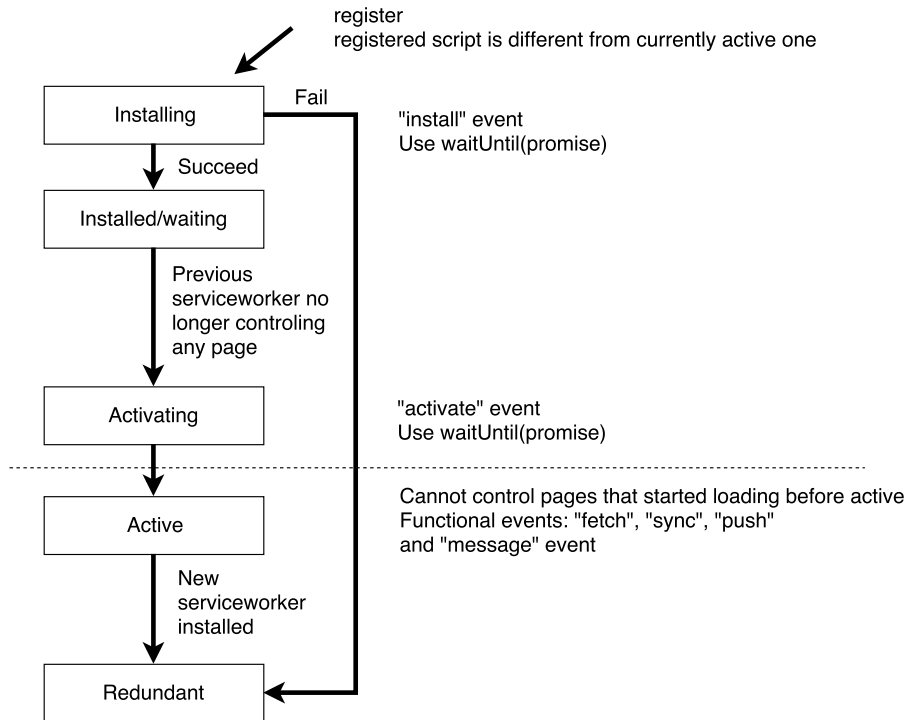 register
registered script is different from currently active one
Installing
Fail
"install" event
Use waitUntil(promise)
Succeed
Installed/waiting
Previous
serviceworker no
longer controling
any page
Activating
"activate" event
Use waitUntil(promise)
Active
Cannot control pages that started loading before active
Functional events: "fetch", "sync", "push"
and "message" event
New
serviceworker
installed
Redundant